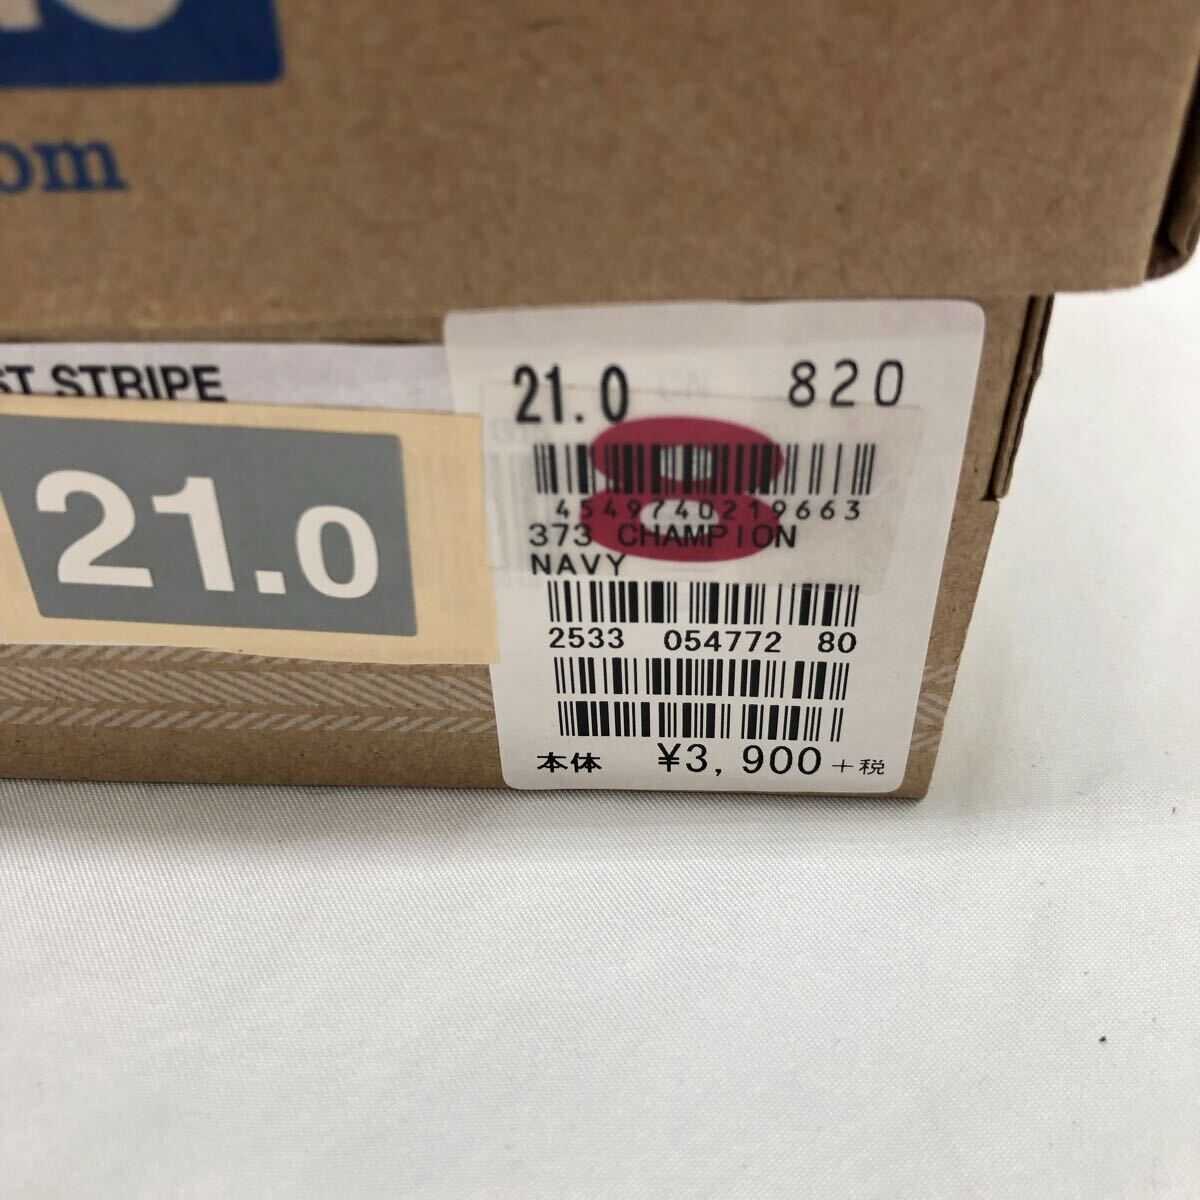 om
ST STRIPE
21.0
21.0 820
4549740219663
373 CHAMPION
NAVY
2533 054772 80
本体 ¥3,900+税